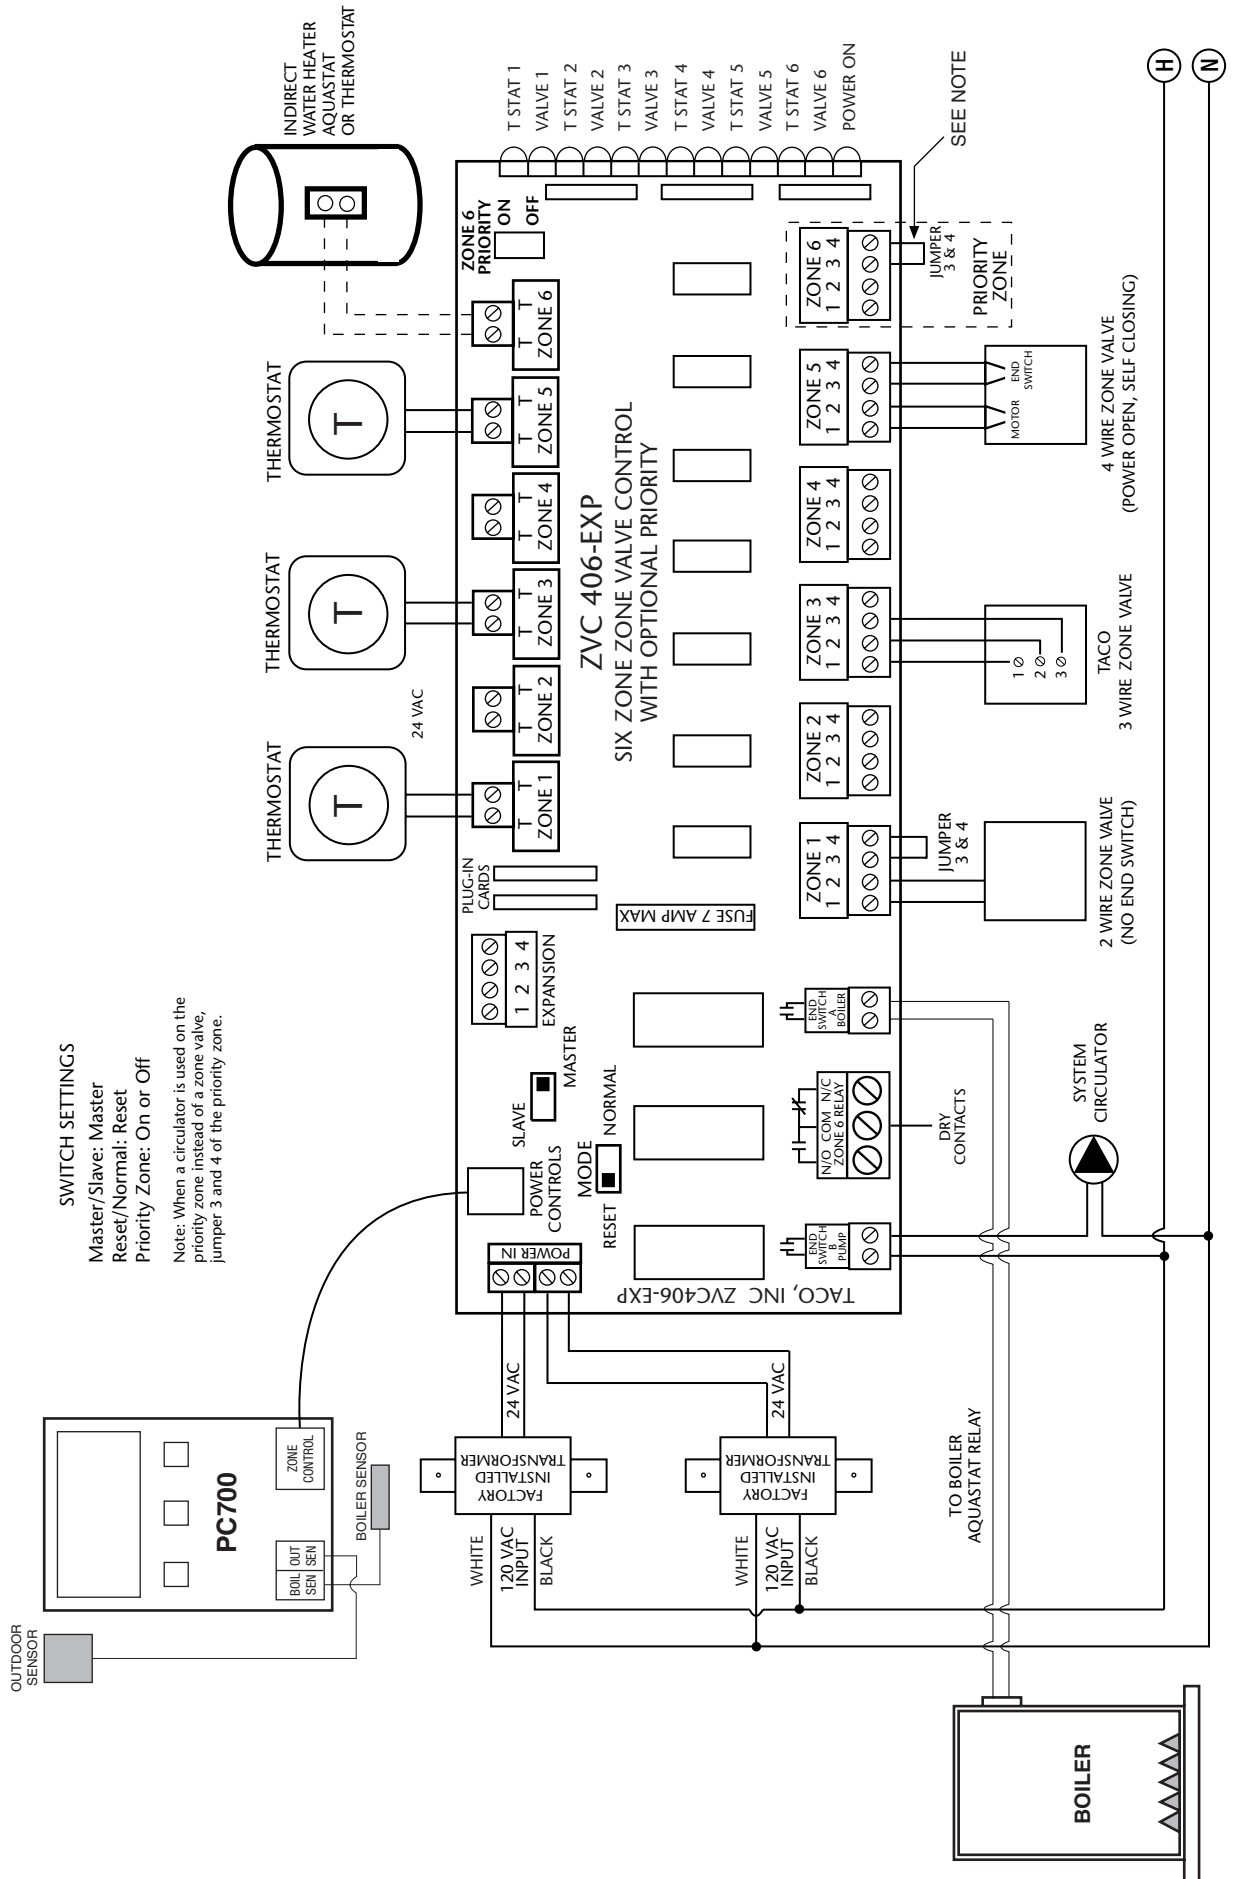 SWITCH SETTINGS
Master/Slave: Master
Reset/Normal: Reset
Priority Zone: On or Off
Note: When a circulator is used on the
priority zone instead of a zone valve,
jumper 3 and 4 of the priority zone.
OUTDOOR
SENSOR
PC700
BOIL
SEN
OUT
SEN
ZONE
CONTROL
BOILER SENSOR
THERMOSTAT
T
THERMOSTAT
T
THERMOSTAT
T
24 VAC
INDIRECT
WATER HEATER
AQUASTAT
OR THERMOSTAT
WHITE
120 VAC
INPUT
BLACK
FACTORY
INSTALLED
TRANSFORMER
24 VAC
WHITE
120 VAC
INPUT
BLACK
FACTORY
INSTALLED
TRANSFORMER
24 VAC
POWER IN
POWER
CONTROLS
SLAVE
MASTER
MODE
RESET
NORMAL
1 2 3 4
EXPANSION
PLUG-IN
CARDS
T T
ZONE 1
T T
ZONE 2
T T
ZONE 3
T T
ZONE 4
T T
ZONE 5
T T
ZONE 6
ZONE 6
PRIORITY
ON
OFF
ZVC 406-EXP
SIX ZONE ZONE VALVE CONTROL
WITH OPTIONAL PRIORITY
FUSE 7 AMP MAX
TACO, INC ZVC406-EXP
T STAT 1
VALVE 1
T STAT 2
VALVE 2
T STAT 3
VALVE 3
T STAT 4
VALVE 4
T STAT 5
VALVE 5
T STAT 6
VALVE 6
POWER ON
END
SWITCH
B
PUMP
N/O COM N/C
ZONE 6 RELAY
DRY
CONTACTS
END
SWITCH
A
BOILER
ZONE 1
1 2 3 4
ZONE 2
1 2 3 4
ZONE 3
1 2 3 4
ZONE 4
1 2 3 4
ZONE 5
1 2 3 4
ZONE 6
1 2 3 4
JUMPER
3 & 4
JUMPER
3 & 4
PRIORITY
ZONE
SEE NOTE
2 WIRE ZONE VALVE
(NO END SWITCH)
1
2
3
TACO
3 WIRE ZONE VALVE
MOTOR
END
SWITCH
4 WIRE ZONE VALVE
(POWER OPEN, SELF CLOSING)
SYSTEM
CIRCULATOR
TO BOILER
AQUASTAT RELAY
BOILER
H
N